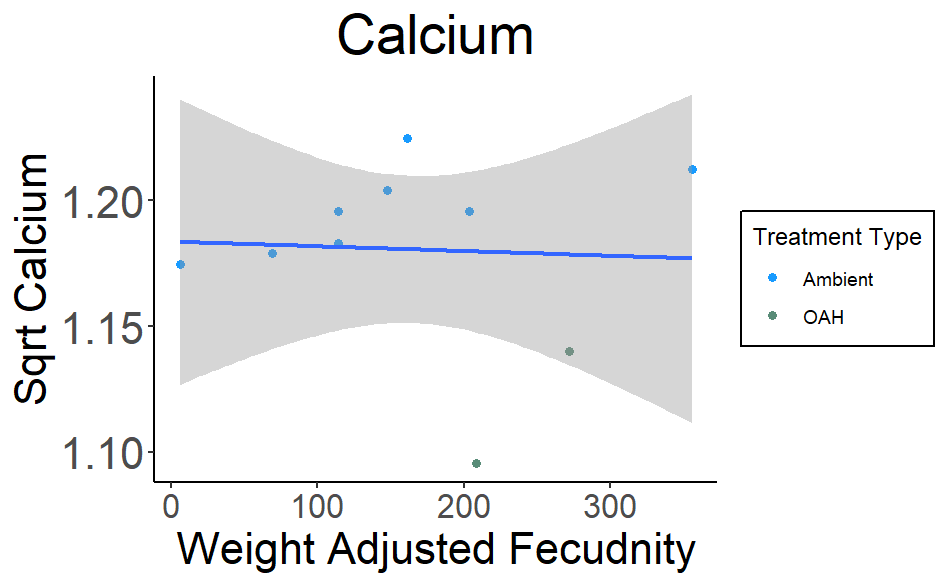 Calcium
Sqrt Calcium
1.20
1.15
1.10
0 100 200 300
Weight Adjusted Fecudnity
Treatment Type
Ambient
OAH